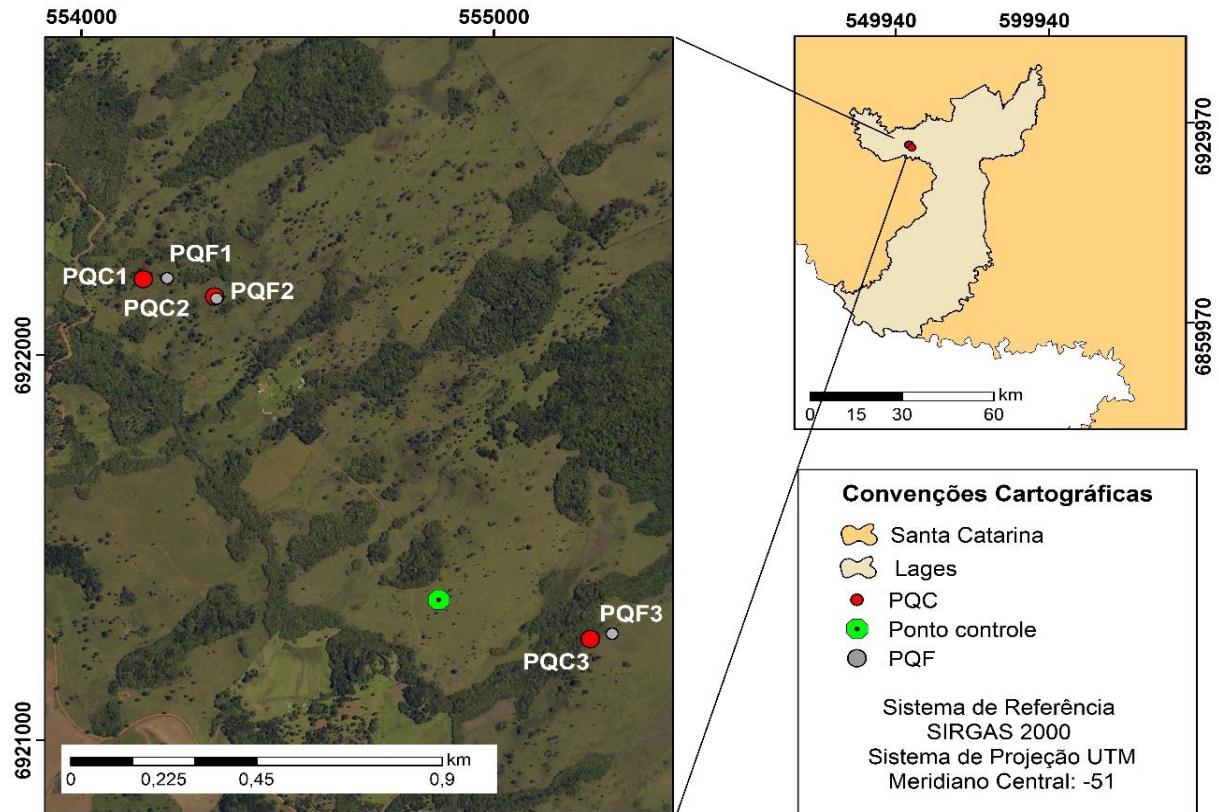 554000 555000
549940 599940
6929970
6859970
6922000
6921000
PQF1
PQC1
PQC2 PQF2
PQF3
PQC3
km
0 0,225 0,45 0,9
km
0 15 30 60
Convenções Cartográficas
Santa Catarina
Lages
PQC
Ponto controle
PQF
Sistema de Referência
SIRGAS 2000
Sistema de Projeção UTM
Meridiano Central: -51